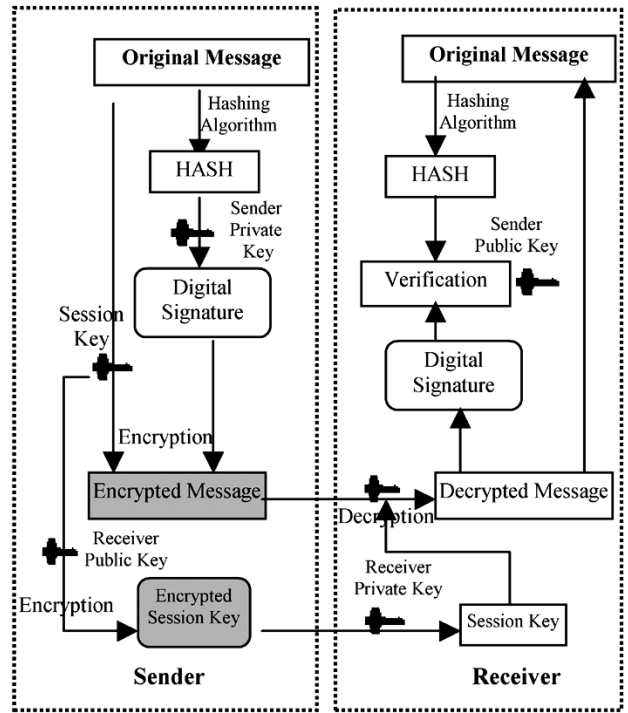 Original Message
Hashing
Algorithm
HASH
Sender
Private
Key
Digital
Signature
Session
Key
Encryption
Encrypted Message
Receiver
Public Key
Encryption
Encrypted
Session Key
Sender
Original Message
Hashing
Algorithm
HASH
Sender
Public Key
Verification
Digital
Signature
Decrypted Message
Decryption
Receiver
Private Key
Session Key
Receiver